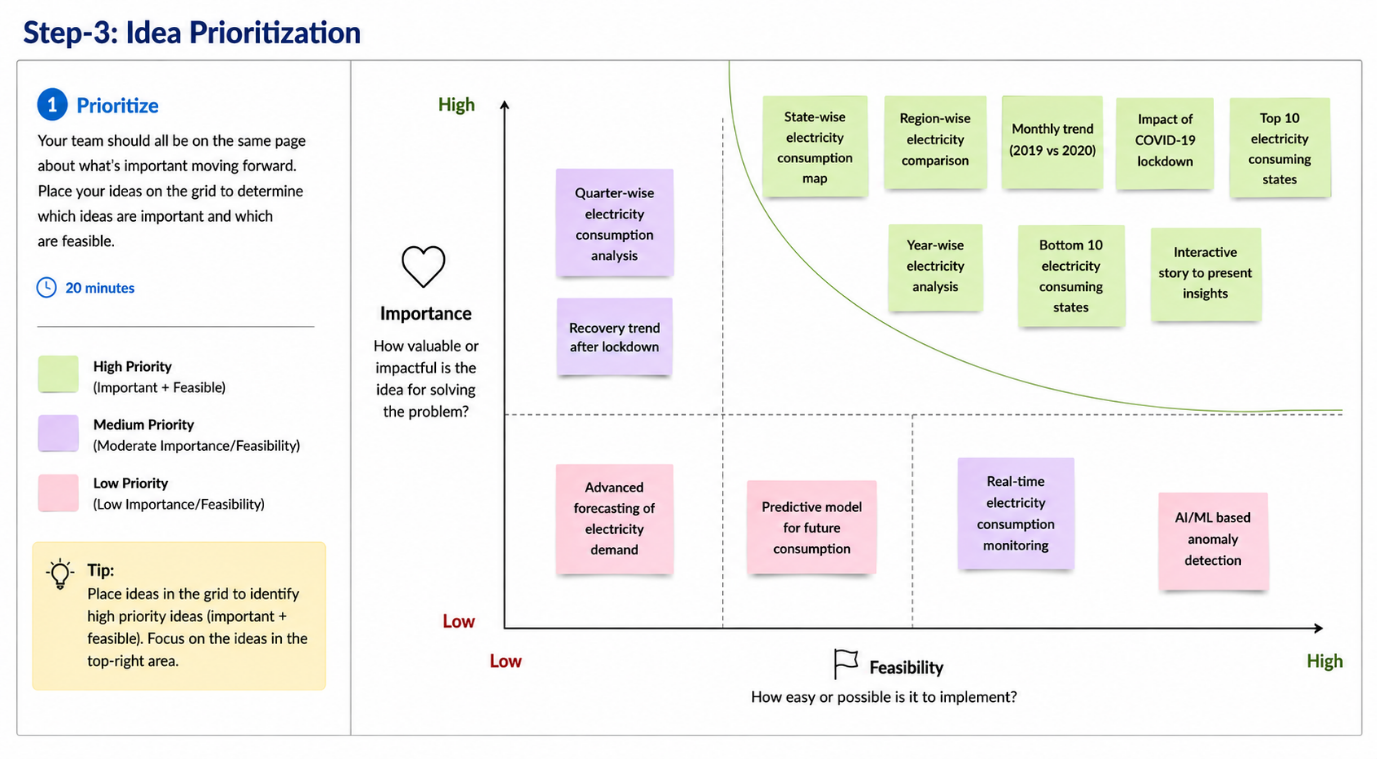 Step-3: Idea Prioritization
1 Prioritize
Your team should all be on the same page
about what's important moving forward.
Place your ideas on the grid to determine
which ideas are important and which
are feasible.
20 minutes
High Priority
(Important + Feasible)
Medium Priority
(Moderate Importance/Feasibility)
Low Priority
(Low Importance/Feasibility)
Tip:
Place ideas in the grid to identify
high priority ideas (important +
feasible). Focus on the ideas in the
top-right area.
High
Importance
How valuable or
impactful is the
idea for solving
the problem?
Low
State-wise
electricity
consumption
map
Region-wise
electricity
comparison
Monthly trend
(2019 vs 2020)
Impact of
COVID-19
lockdown
Top 10
electricity
consuming
states
Quarter-wise
electricity
consumption
analysis
Year-wise
electricity
analysis
Bottom 10
electricity
consuming
states
Interactive
story to present
insights
Recovery trend
after lockdown
Advanced
forecasting of
electricity
demand
Predictive model
for future
consumption
Real-time
electricity
consumption
monitoring
AI/ML based
anomaly
detection
Low
Feasibility
High
How easy or possible is it to implement?